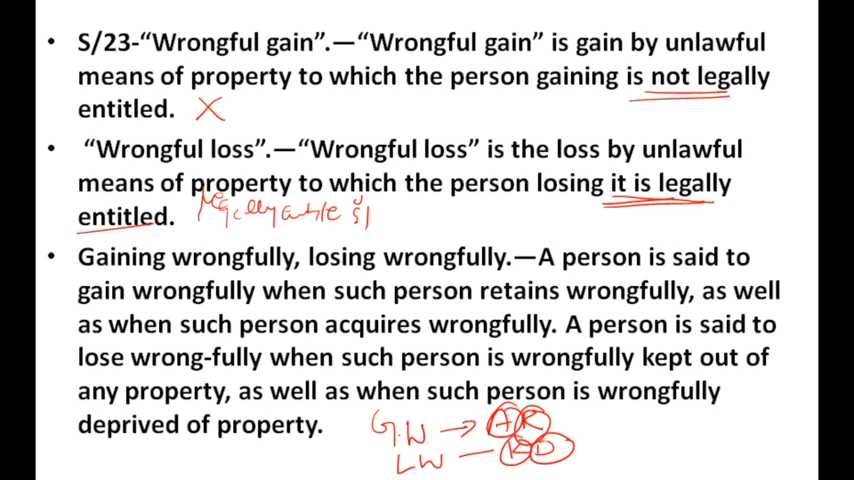 • S/23-“Wrongful gain”.—“Wrongful gain” is gain by unlawful
means of property to which the person gaining is not legally
entitled. X
• “Wrongful loss”.—“Wrongful loss” is the loss by unlawful
means of property to which the person losing it is legally
entitled.
• Gaining wrongfully, losing wrongfully.—A person is said to
gain wrongfully when such person retains wrongfully, as well
as when such person acquires wrongfully. A person is said to
lose wrong-fully when such person is wrongfully kept out of
any property, as well as when such person is wrongfully
deprived of property.
G.W → A R
LW — K D